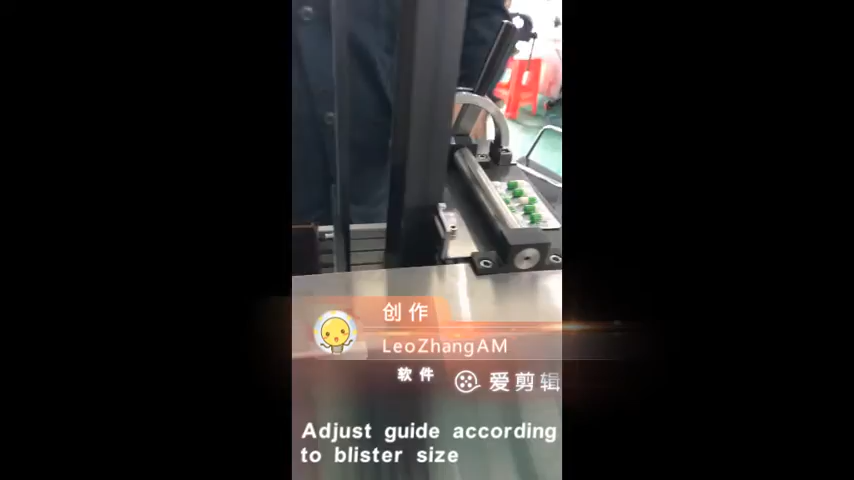 创作
LeoZhangAM
软件 爱剪辑
Adjust guide according
to blister size